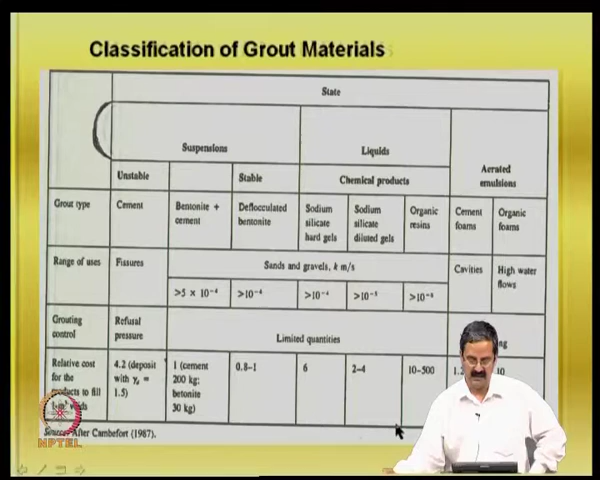 Classification of Grout Materials
State
Suspensions
Liquids
Aerated
emulsions
Unstable
Stable
Chemical products
Grout type
Cement
Bentonite +
cement
Deflocculated
bentonite
Sodium
silicate
hard gels
Sodium
silicate
diluted gels
Organic
resins
Cement
foams
Organic
foams
Range of uses
Fissures
Sands and gravels, k m/s
Cavities
High water
flows
>5 × 10⁻⁴
>10⁻⁴
>10⁻⁴
>10⁻⁵
>10⁻⁶
Grouting
control
Refusal
pressure
Limited quantities
Relative cost
for the
products to fill
4.2 (deposit
with γd =
1.5)
1 (cement
200 kg;
betonite
30 kg)
0.8-1
6
2-4
10-500
10
Source: After Cambefort (1987).
NPTEL